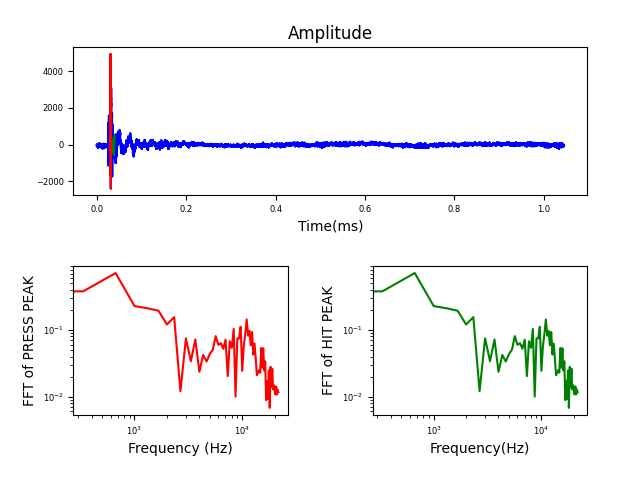 Amplitude
4000
2000
0
−2000
0.0 0.2 0.4 0.6 0.8 1.0
Time(ms)
FFT of PRESS PEAK
10⁻¹
10⁻²
10³ 10⁴
Frequency (Hz)
FFT of HIT PEAK
10⁻¹
10⁻²
10³ 10⁴
Frequency(Hz)